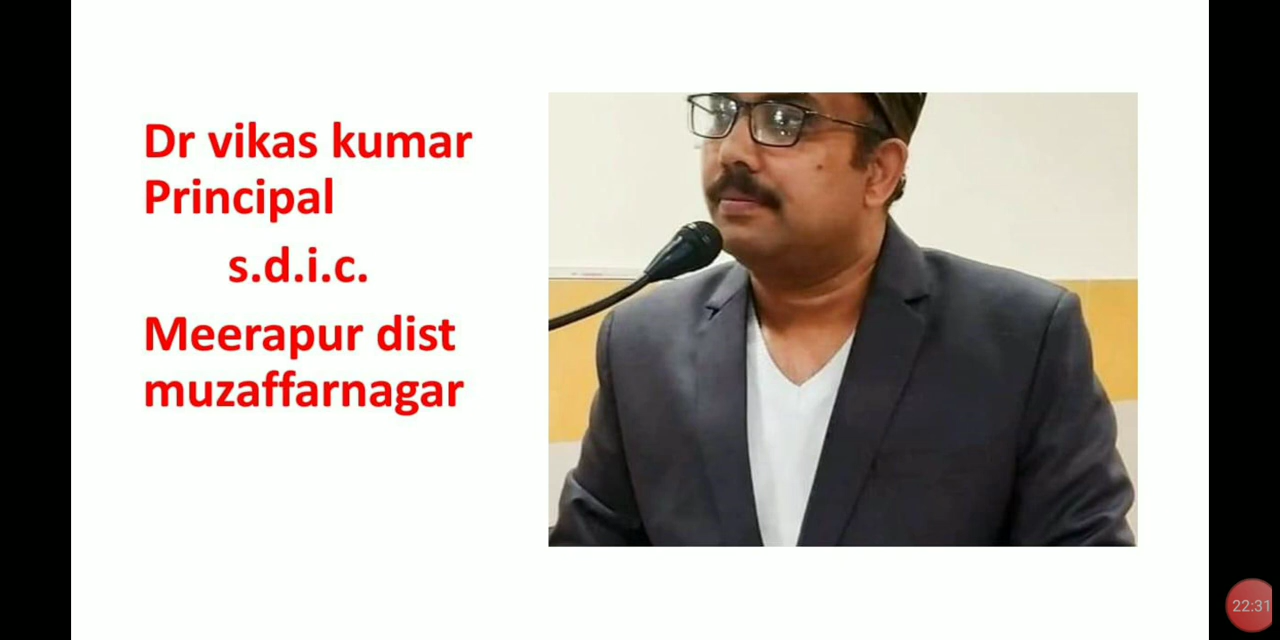 Dr vikas kumar
Principal
s.d.i.c.
Meerapur dist
muzaffarnagar
22:31